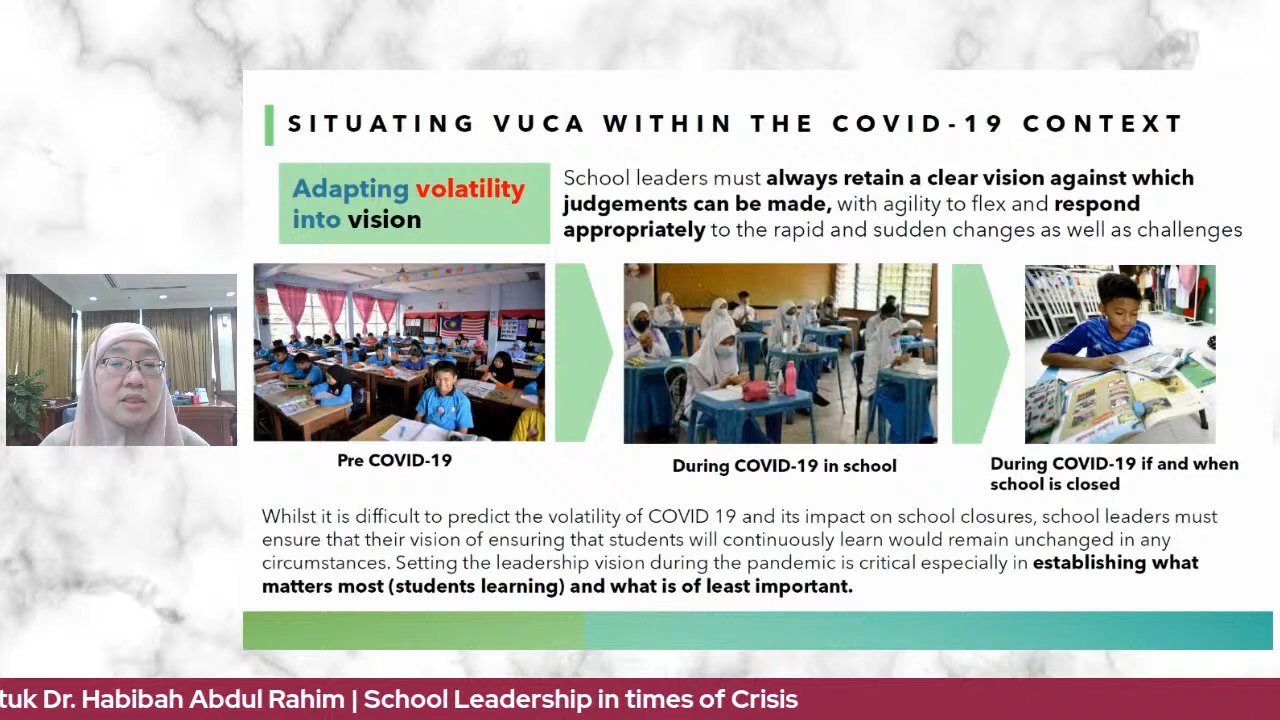 SITUATING VUCA WITHIN THE COVID-19 CONTEXT
Adapting volatility
into vision
School leaders must always retain a clear vision against which
judgements can be made, with agility to flex and respond
appropriately to the rapid and sudden changes as well as challenges
Pre COVID-19
During COVID-19 in school
During COVID-19 if and when
school is closed
Whilst it is difficult to predict the volatility of COVID 19 and its impact on school closures, school leaders must
ensure that their vision of ensuring that students will continuously learn would remain unchanged in any
circumstances. Setting the leadership vision during the pandemic is critical especially in establishing what
matters most (students learning) and what is of least important.
tuk Dr. Habibah Abdul Rahim | School Leadership in times of Crisis